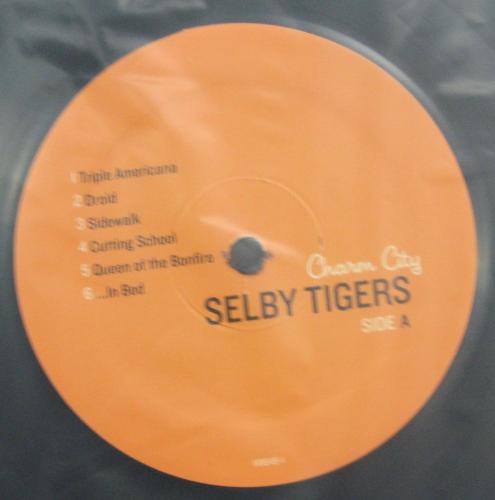 1 Triple Americana
2 Droid
3 Sidewalk
4 Cutting School
5 Queen of the Bonfire
6 ...In Bed
Charm City
SELBY TIGERS
SIDE A